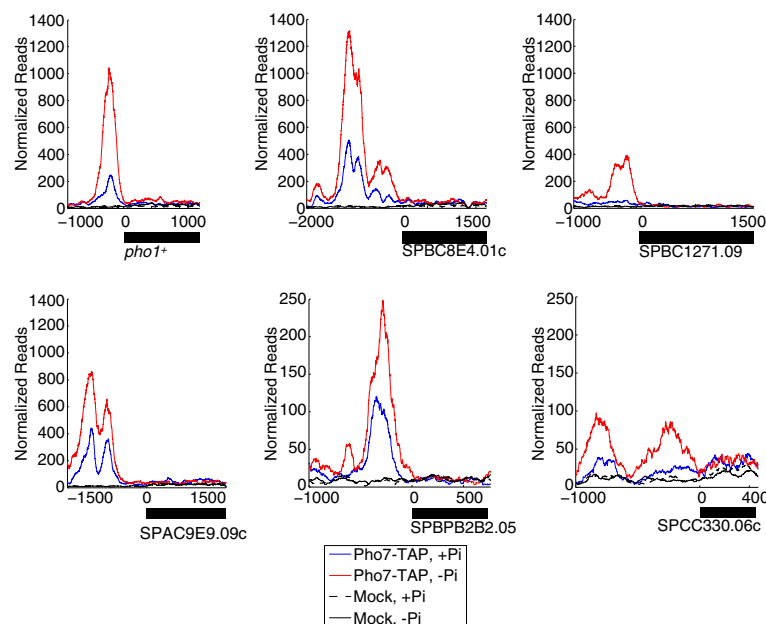 1400
1200
1000
800
600
400
200
0
Normalized Reads
−1000 0 1000
pho1+
1400
1200
1000
800
600
400
200
0
Normalized Reads
−2000 0 1500
SPBC8E4.01c
1400
1200
1000
800
600
400
200
0
Normalized Reads
−1000 0 1500
SPBC1271.09
1400
1200
1000
800
600
400
200
0
Normalized Reads
−1500 0 1500
SPAC9E9.09c
250
200
150
100
50
0
Normalized Reads
−1000 0 500
SPBPB2B2.05
250
200
150
100
50
0
Normalized Reads
−1000 0 400
SPCC330.06c
Pho7-TAP, +Pi
Pho7-TAP, -Pi
Mock, +Pi
Mock, -Pi